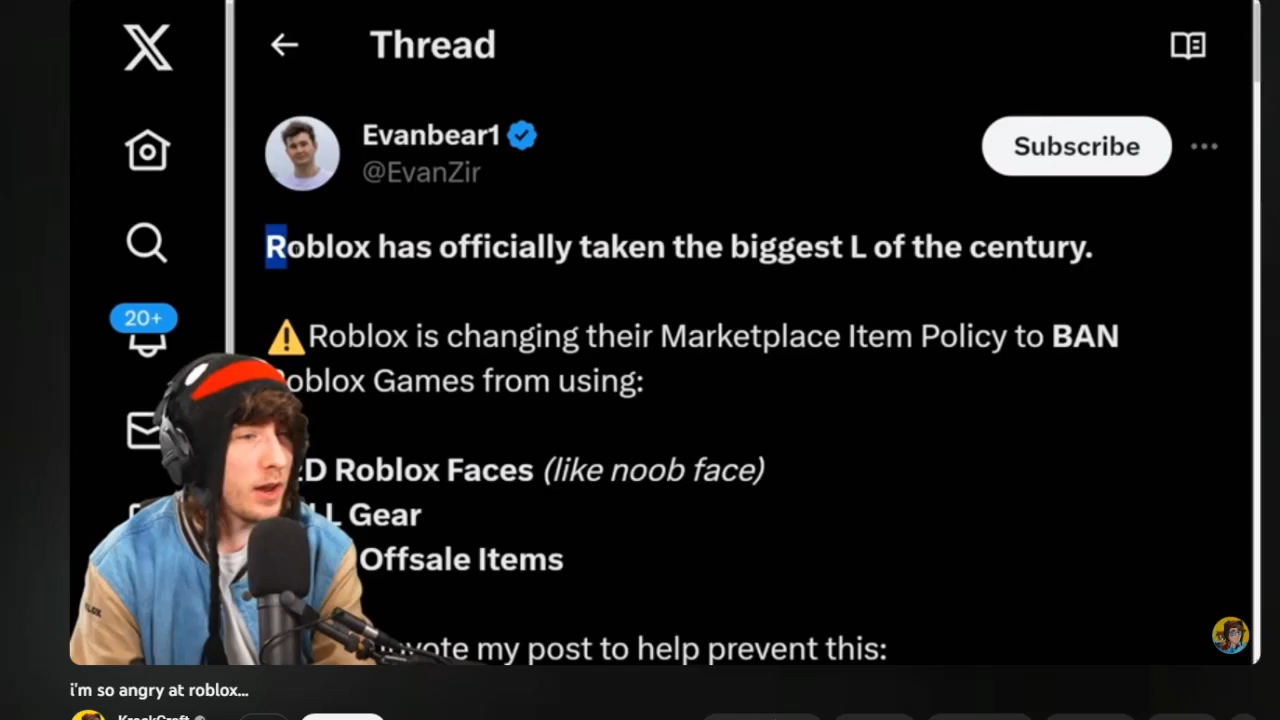 Thread
Evanbear1
@EvanZir
Subscribe
Roblox has officially taken the biggest L of the century.
20+
⚠️Roblox is changing their Marketplace Item Policy to BAN
oblox Games from using:
D Roblox Faces (like noob face)
L Gear
Offsale Items
my post to help prevent this:
i'm so angry at roblox...